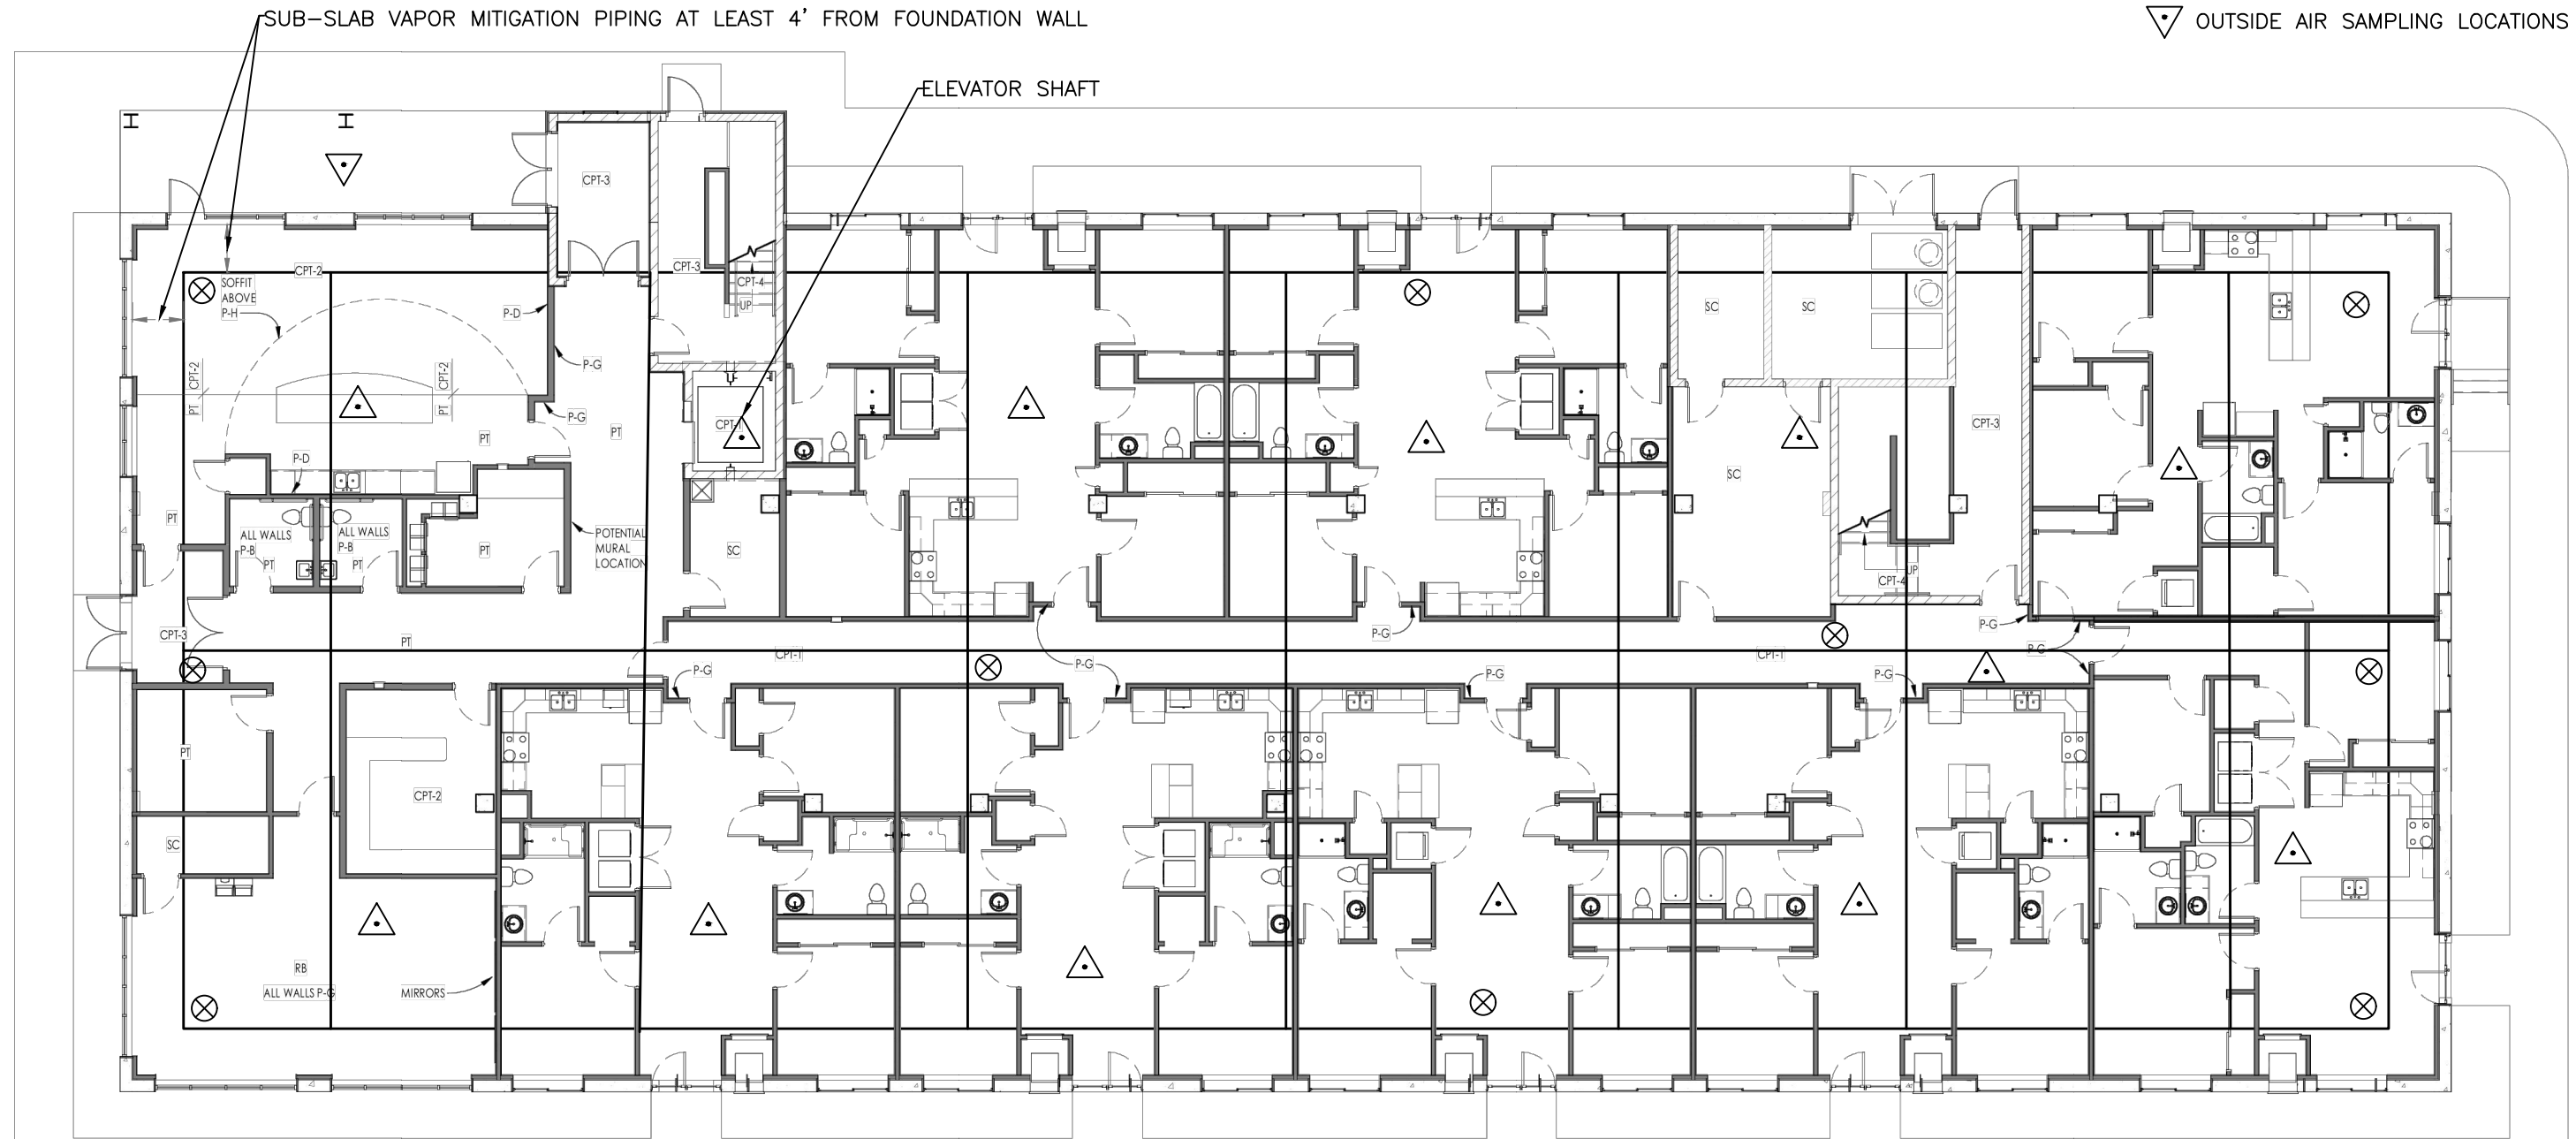 SUB-SLAB VAPOR MITIGATION PIPING AT LEAST 4' FROM FOUNDATION WALL
OUTSIDE AIR SAMPLING LOCATIONS
ELEVATOR SHAFT
CPT-3
CPT-2
CPT-3
SOFFIT
ABOVE
P-H
CPT-4
UP
P-D
SC
SC
P-G
CPT-2
CPT-2
PT
PT
P-G
CPT-1
CPT-3
PT
PT
P-D
SC
PT
ALL WALLS
P-B
PT
ALL WALLS
P-B
PT
PT
POTENTIAL
MURAL
LOCATION
SC
CPT-4
UP
CPT-3
PT
P-G
P-G
CPT-1
P-G
P-G
CPT-1
P-G
P-G
P-G
PT
CPT-2
SC
RB
ALL WALLS P-G
MIRRORS